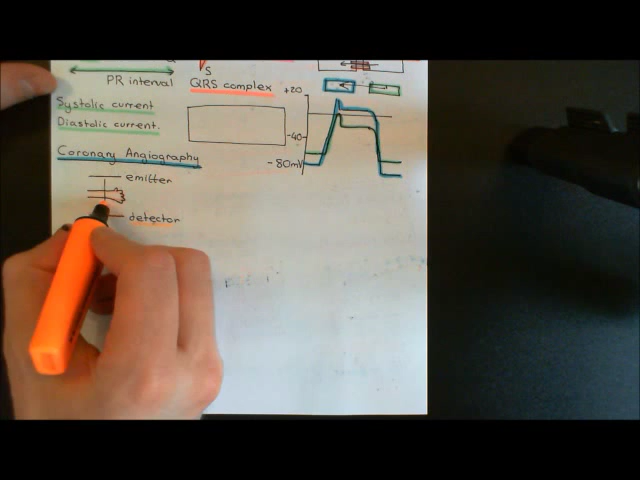 S
PR interval
QRS complex
+20
Systolic current
Diastolic current.
-40
Coronary Angiography
-80mV
emitter
detector